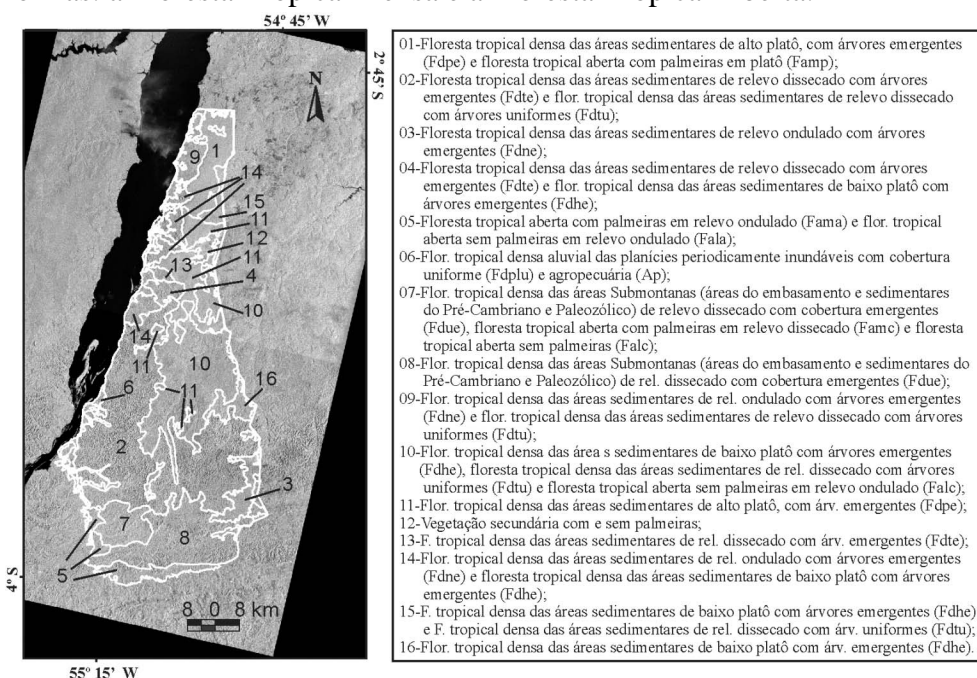 54º 45' W
2º 45' S
N
9
1
14
15
11
12
11
13
4
10
14
11
10
11
16
6
2
3
7
8
5
4º S
8 0 8 km
55º 15' W
01-Floresta tropical densa das áreas sedimentares de alto platô, com árvores emergentes
(Fdpe) e floresta tropical aberta com palmeiras em platô (Famp);
02-Floresta tropical densa das áreas sedimentares de relevo dissecado com árvores
emergentes (Fdte) e flor. tropical densa das áreas sedimentares de relevo dissecado
com árvores uniformes (Fdtu);
03-Floresta tropical densa das áreas sedimentares de relevo ondulado com árvores
emergentes (Fdne);
04-Floresta tropical densa das áreas sedimentares de relevo dissecado com árvores
emergentes (Fdte) e flor. tropical densa das áreas sedimentares de baixo platô com
árvores emergentes (Fdhe);
05-Floresta tropical aberta com palmeiras em relevo ondulado (Fama) e flor. tropical
aberta sem palmeiras em relevo ondulado (Fala);
06-Flor. tropical densa aluvial das planícies periodicamente inundáveis com cobertura
uniforme (Fdplu) e agropecuária (Ap);
07-Flor. tropical densa das áreas Submontanas (áreas do embasamento e sedimentares
do Pré-Cambriano e Paleozólico) de relevo dissecado com cobertura emergentes
(Fdue), floresta tropical aberta com palmeiras em relevo dissecado (Famc) e floresta
tropical aberta sem palmeiras (Falc);
08-Flor. tropical densa das áreas Submontanas (áreas do embasamento e sedimentares do
Pré-Cambriano e Paleozólico) de rel. dissecado com cobertura emergentes (Fdue);
09-Flor. tropical densa das áreas sedimentares de rel. ondulado com árvores emergentes
(Fdne) e flor. tropical densa das áreas sedimentares de relevo dissecado com árvores
uniformes (Fdtu);
10-Flor. tropical densa das área s sedimentares de baixo platô com árvores emergentes
(Fdhe), floresta tropical densa das áreas sedimentares de rel. dissecado com árvores
uniformes (Fdtu) e floresta tropical aberta sem palmeiras em relevo ondulado (Falc);
11-Flor. tropical densa das áreas sedimentares de alto platô, com árv. emergentes (Fdpe);
12-Vegetação secundária com e sem palmeiras;
13-F. tropical densa das áreas sedimentares de rel. dissecado com árv. emergentes (Fdte);
14-Flor. tropical densa das áreas sedimentares de rel. ondulado com árvores emergentes
(Fdne) e floresta tropical densa das áreas sedimentares de baixo platô com árvores
emergentes (Fdhe);
15-F. tropical densa das áreas sedimentares de baixo platô com árvores emergentes (Fdhe)
e F. tropical densa das áreas sedimentares de rel. dissecado com árv. uniformes (Fdtu);
16-Flor. tropical densa das áreas sedimentares de baixo platô com árv. emergentes (Fdhe).